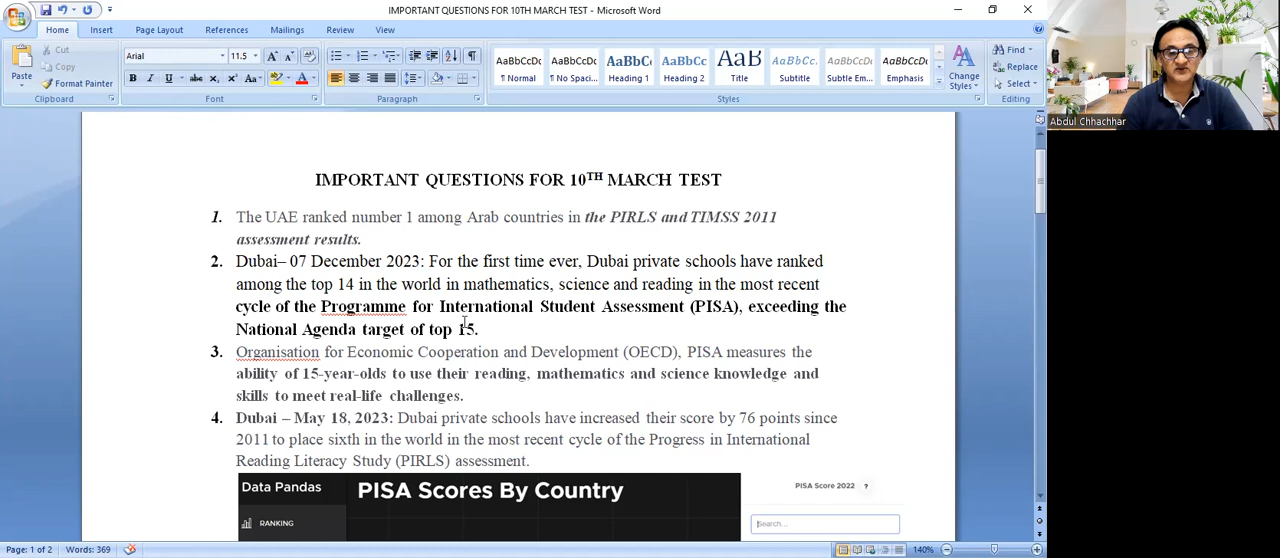 IMPORTANT QUESTIONS FOR 10TH MARCH TEST - Microsoft Word
Home Insert Page Layout References Mailings Review View
Cut
Copy
Format Painter
Paste
Clipboard
Arial 11.5
Font
Paragraph
AaBbCcDc AaBbCcDc AaBbCc AaBbCc AaB AaBbCc. AaBbCcDc AaBbCcDc
¶ Normal ¶ No Spaci... Heading 1 Heading 2 Title Subtitle Subtle Em... Emphasis
Change Styles
Styles
Find
Replace
Select
Editing
Abdul Chhachhar
IMPORTANT QUESTIONS FOR 10TH MARCH TEST
1. The UAE ranked number 1 among Arab countries in the PIRLS and TIMSS 2011
assessment results.
2. Dubai– 07 December 2023: For the first time ever, Dubai private schools have ranked
among the top 14 in the world in mathematics, science and reading in the most recent
cycle of the Programme for International Student Assessment (PISA), exceeding the
National Agenda target of top 15.
3. Organisation for Economic Cooperation and Development (OECD), PISA measures the
ability of 15-year-olds to use their reading, mathematics and science knowledge and
skills to meet real-life challenges.
4. Dubai – May 18, 2023: Dubai private schools have increased their score by 76 points since
2011 to place sixth in the world in the most recent cycle of the Progress in International
Reading Literacy Study (PIRLS) assessment.
Data Pandas
PISA Scores By Country
PISA Score 2022 ?
RANKING
Search...
Page: 1 of 2 Words: 369
140%